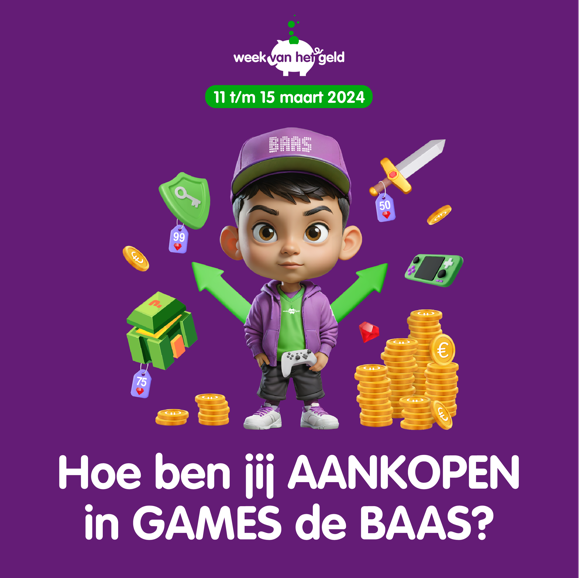 week van het geld
11 t/m 15 maart 2024
BAAS
50
99
€
75
Hoe ben jij AANKOPEN
in GAMES de BAAS?